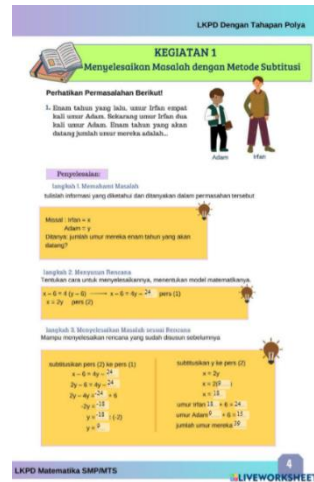 LKPD Dengan Tahapan Polya
KEGIATAN 1
Menyelesaikan Masalah dengan Metode Subtitusi
Perhatikan Permasalahan Berikut!
1. Enam tahun yang lalu, umur Irfan empat
kali umur Adam. Sekarang umur Irfan dua
kali umur Adam. Enam tahun yang akan
datang jumlah umur mereka adalah...
Adam
Irfan
Penyelesaian:
langkah 1. Memahami Masalah
tulislah informasi yang diketahui dan ditanyakan dalam permasahan tersebut
Misal : Irfan = x
Adam = y
Ditanya: jumlah umur mereka enam tahun yang akan
datang?
langkah 2. Menyusun Rencana
Tentukan cara untuk menyelesaikannya, menentukan model matematikanya.
x – 6 = 4 (y – 6) → x – 6 = 4y – 24 pers (1)
x = 2y pers (2)
langkah 3. Menyelesaikan Masalah sesuai Rencana
Mampu menyelesaikan rencana yang sudah disusun sebelumnya
subtitusikan pers (2) ke pers (1)
x – 6 = 4y – 24
2y – 6 = 4y – 24
2y – 4y = -24 + 6
-2y = -18
y = -18 : (-2)
y = 9
subtitusikan y ke pers (2)
x = 2y
x = 2(9)
x = 18
umur Irfan 18 + 6 = 24
umur Adam 9 + 6 = 15
jumlah umur mereka 39
4
LKPD Matematika SMP/MTS
LIVEWORKSHEETS